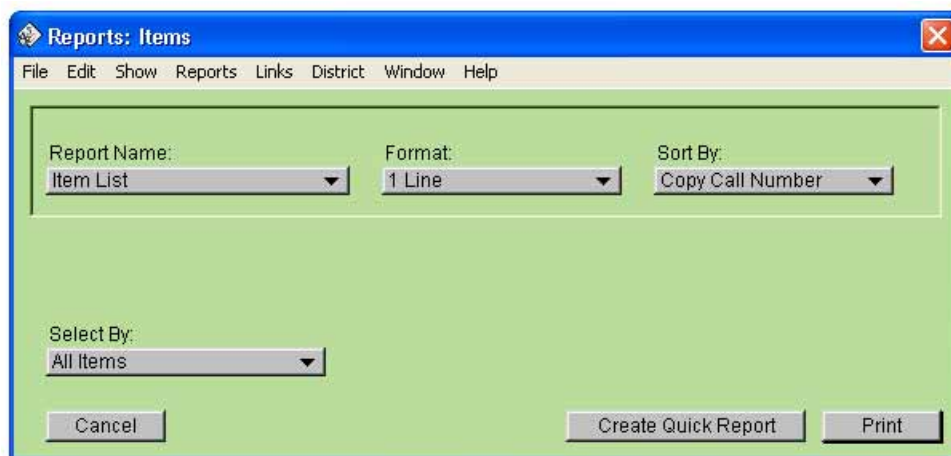 Reports: Items
File Edit Show Reports Links District Window Help
Report Name: Format: Sort By:
Item List 1 Line Copy Call Number
Select By:
All Items
Cancel Create Quick Report Print